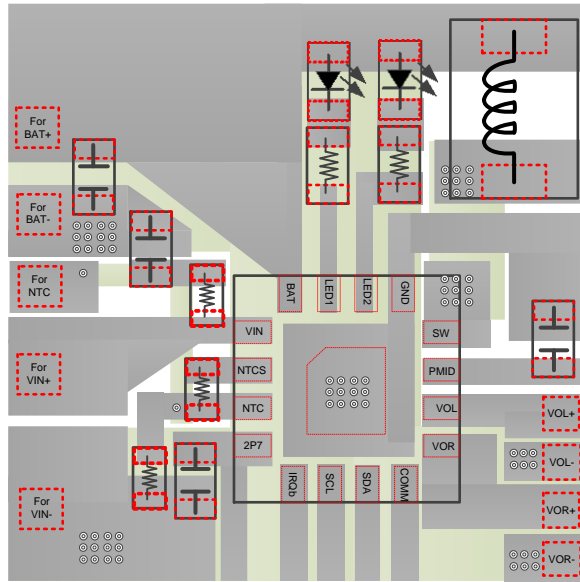 For
BAT+
For
BAT-
For
NTC
For
VIN+
For
VIN-
BAT
LED1
LED2
GND
VIN
NTCS
NTC
2P7
SW
PMID
VOL
VOR
IRQb
SCL
SDA
COMM
VOL+
VOL-
VOR+
VOR-